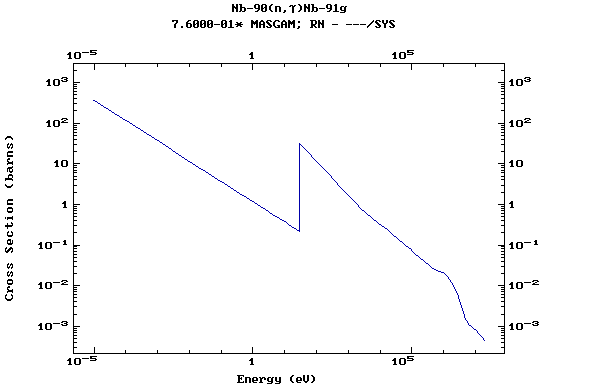 Nb-90(n,γ)Nb-91g
7.6000-01* MASGAM; RN - ---/SYS
10⁻⁵ 10⁵
10³ 10³
10² 10²
10 10
1 1
10⁻¹ 10⁻¹
10⁻² 10⁻²
10⁻³ 10⁻³
10⁻⁵ 1 10⁵
Cross Section (barns)
Energy (eV)